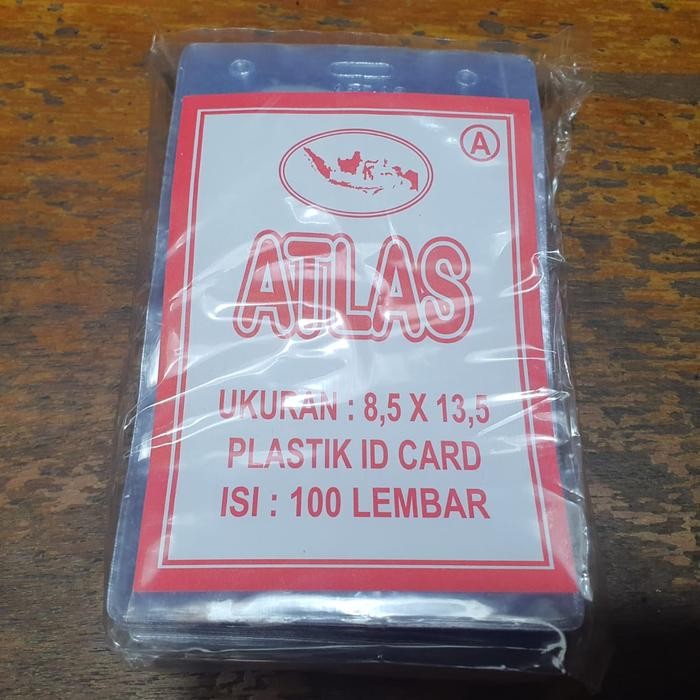 A
ATLAS
UKURAN : 8,5 X 13,5
PLASTIK ID CARD
ISI : 100 LEMBAR